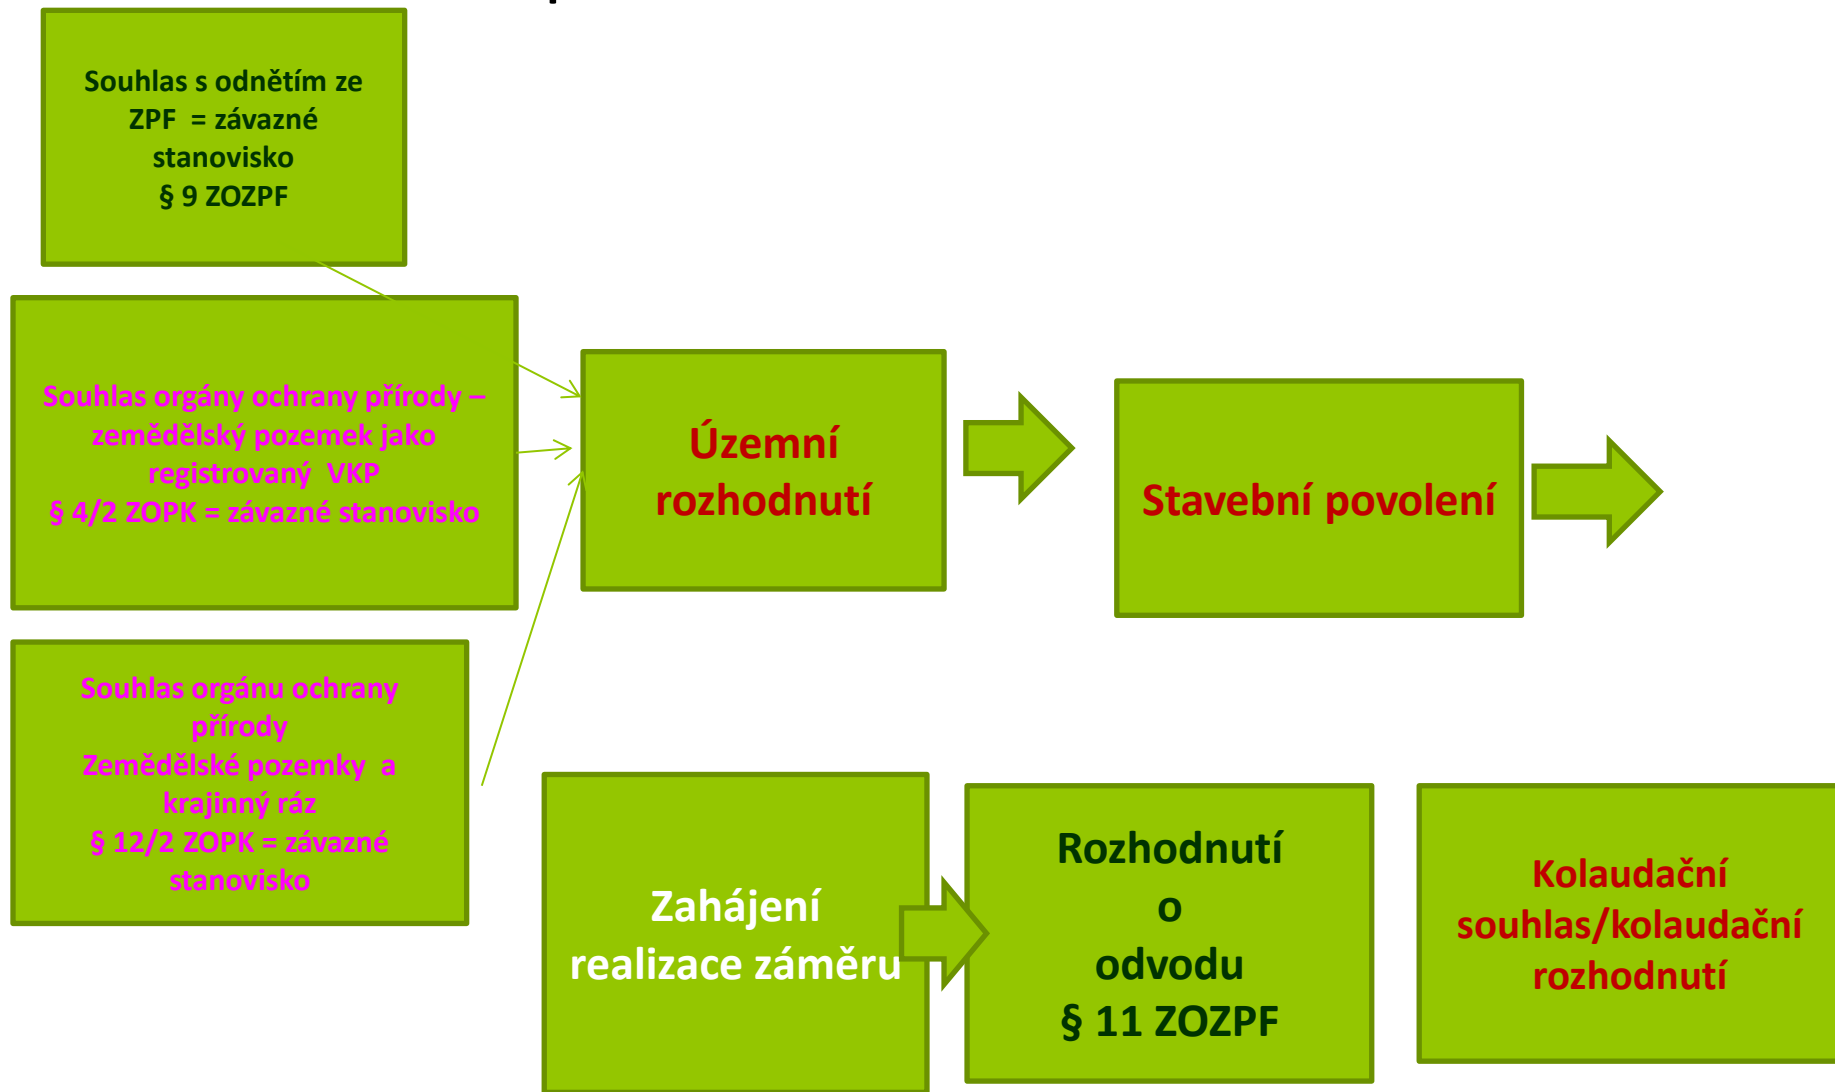 Souhlas s odnětím ze
ZPF = závazné
stanovisko
§ 9 ZOZPF
Souhlas orgány ochrany přírody –
zemědělský pozemek jako
registrovaný VKP
§ 4/2 ZOPK = závazné stanovisko
Souhlas orgánu ochrany
přírody
Zemědělské pozemky a
krajinný ráz
§ 12/2 ZOPK = závazné
stanovisko
Územní
rozhodnutí
Stavební povolení
Zahájení
realizace záměru
Rozhodnutí
o
odvodu
§ 11 ZOZPF
Kolaudační
souhlas/kolaudační
rozhodnutí